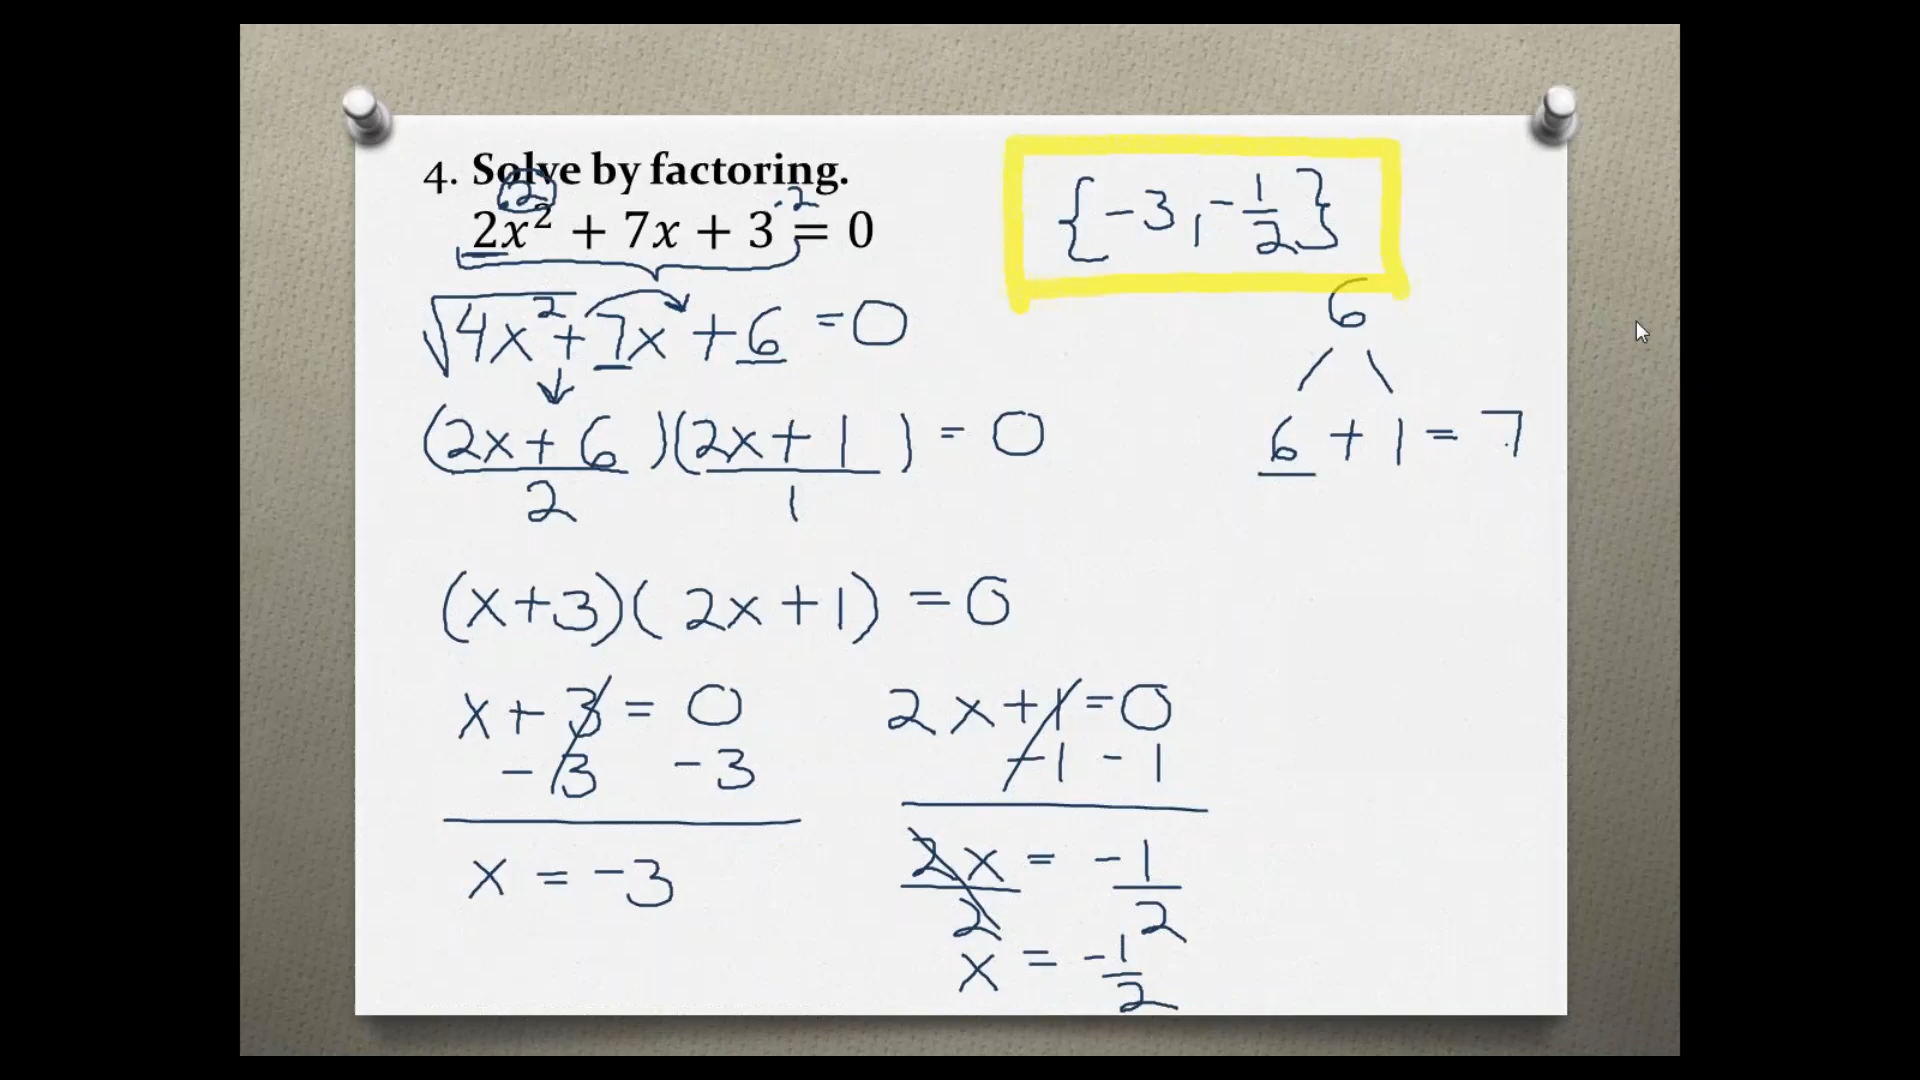 4. Solve by factoring.
·2 ·2
2x² + 7x + 3 = 0
{-3, -1/2}
√4x² + 7x + 6 = 0
6
(2x + 6)(2x + 1) = 0
6 + 1 = 7
2 1
(x+3)(2x+1) = 0
x + 3 = 0 2x+1=0
- 3 -3 -1 -1
x = -3 2x/2 = -1/2
x = -1/2